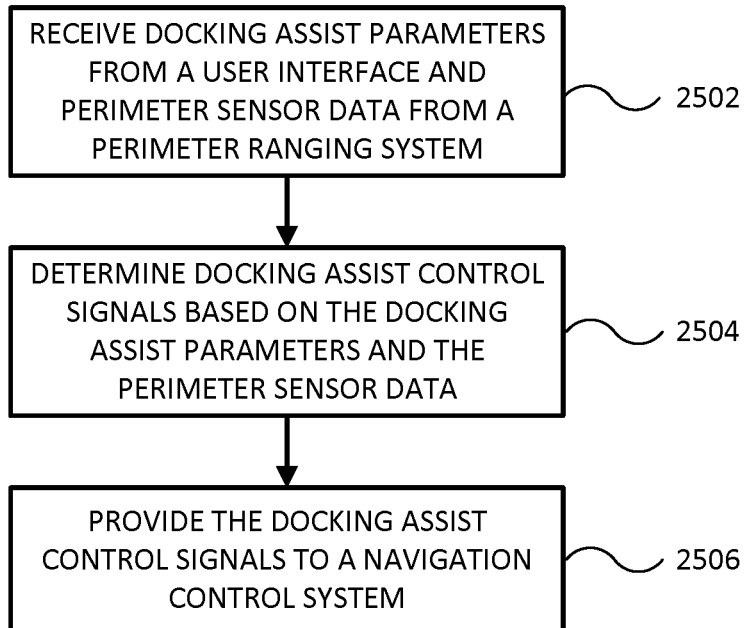 RECEIVE DOCKING ASSIST PARAMETERS
FROM A USER INTERFACE AND
PERIMETER SENSOR DATA FROM A
PERIMETER RANGING SYSTEM
2502
DETERMINE DOCKING ASSIST CONTROL
SIGNALS BASED ON THE DOCKING
ASSIST PARAMETERS AND THE
PERIMETER SENSOR DATA
2504
PROVIDE THE DOCKING ASSIST
CONTROL SIGNALS TO A NAVIGATION
CONTROL SYSTEM
2506